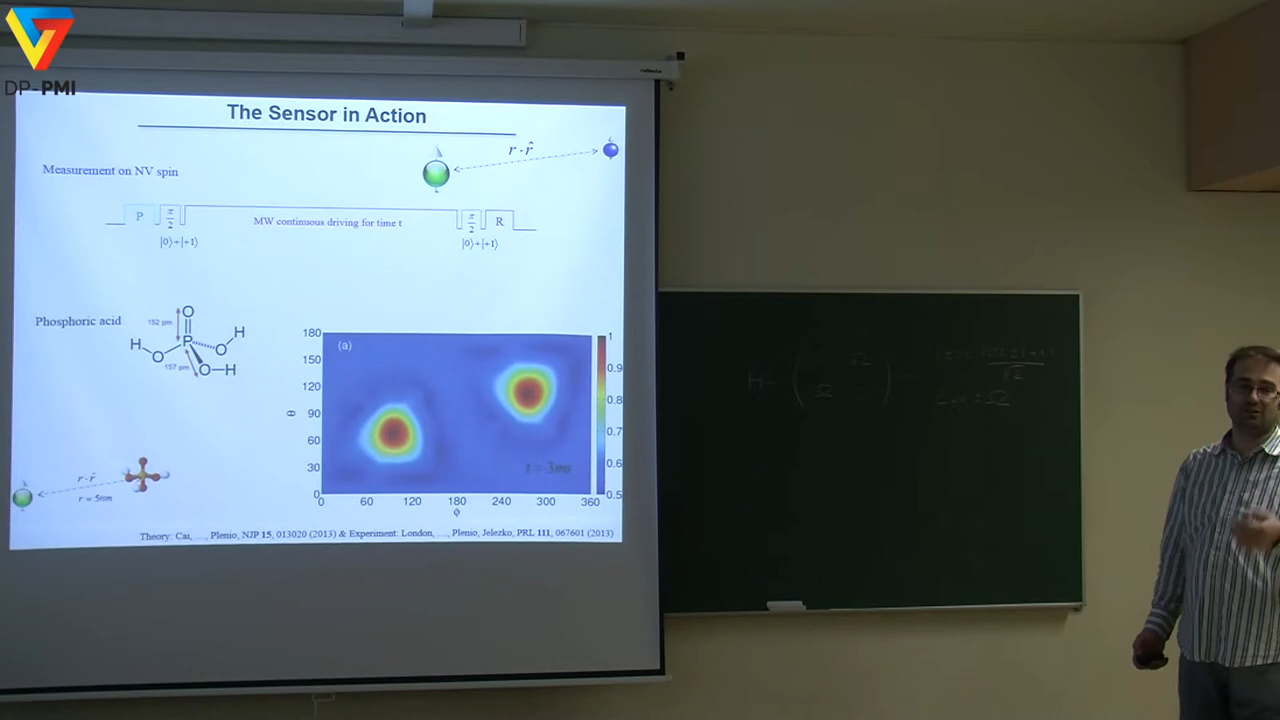 DP-PMI
reflecta
The Sensor in Action
r · r̂
Measurement on NV spin
P π/2 MW continuous driving for time t π/2 R
|0⟩+|+1⟩ |0⟩+|+1⟩
Phosphoric acid
152 pm
O
H
P
H
O
O
157 pm
O—H
(a)
180
150
120
90
60
30
0
θ
0 60 120 180 240 300 360
ϕ
1
0.9
0.8
0.7
0.6
0.5
r · r̂
r = 5nm
Theory: Cai, ..., Plenio, NJP 15, 013020 (2013) & Experiment: London, ..., Plenio, Jelezko, PRL 111, 067601 (2013)